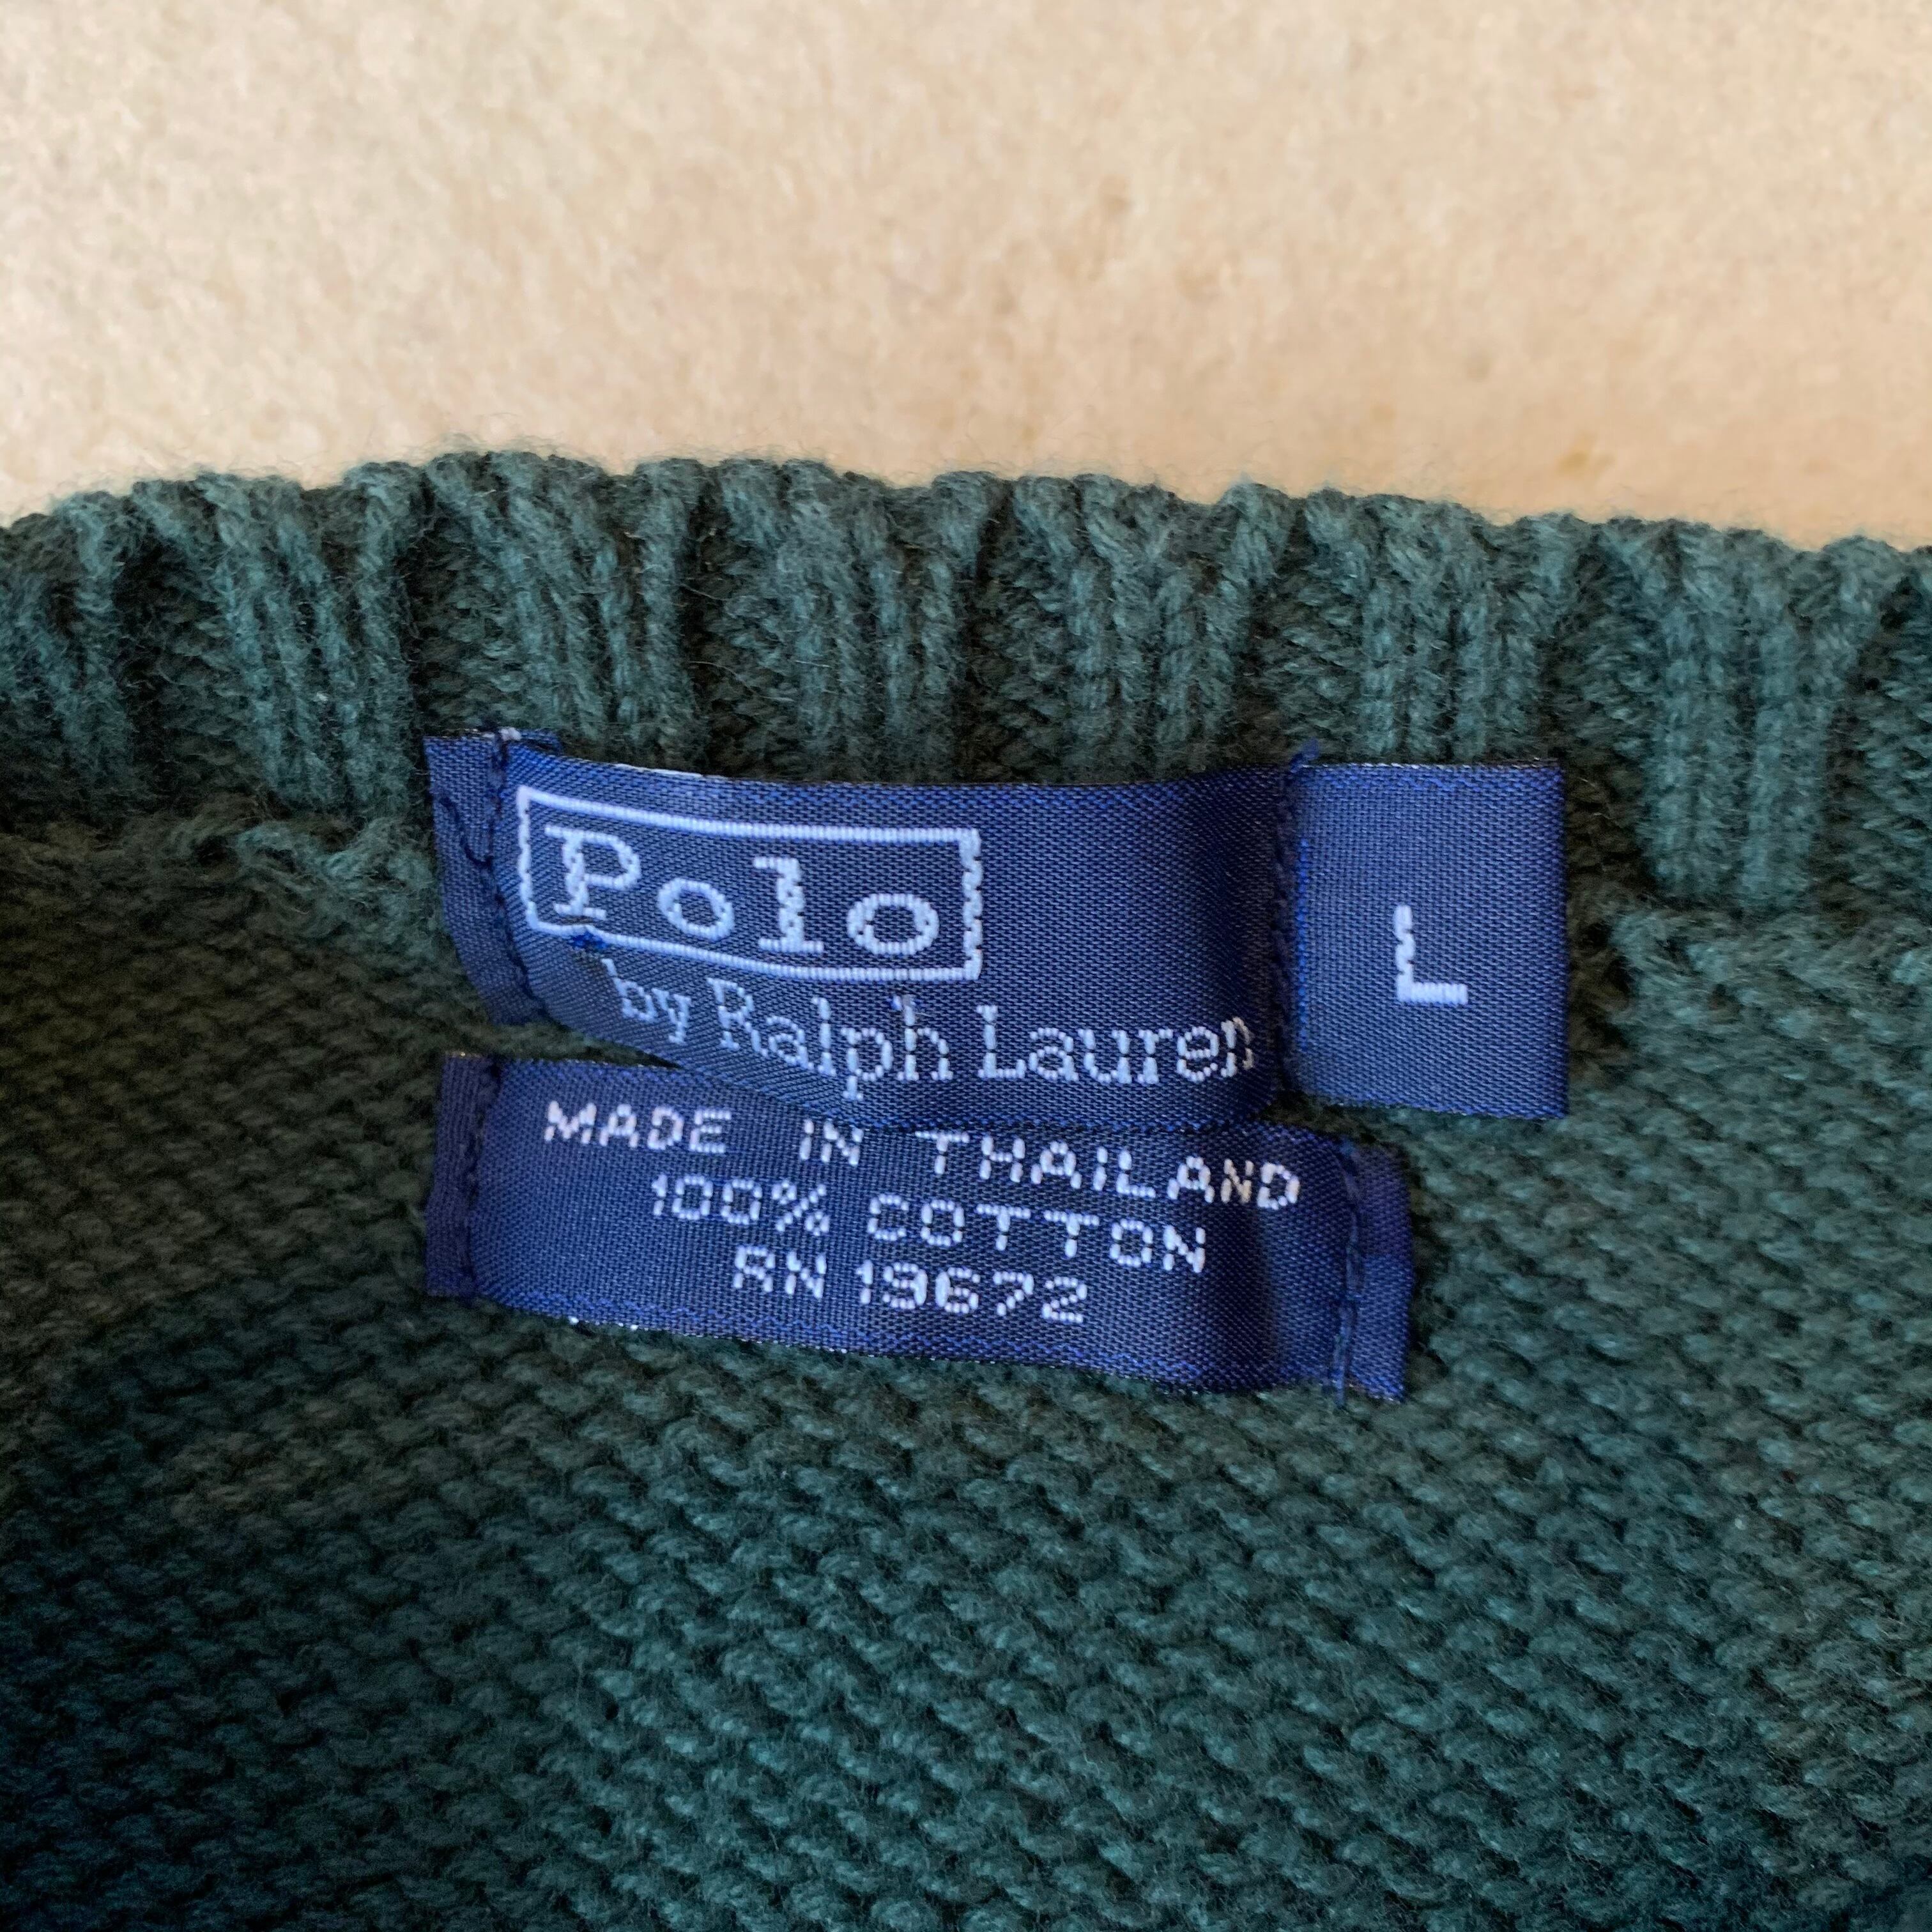 Polo
by Ralph Lauren
L
MADE IN THAILAND
100% COTTON
RN 19672